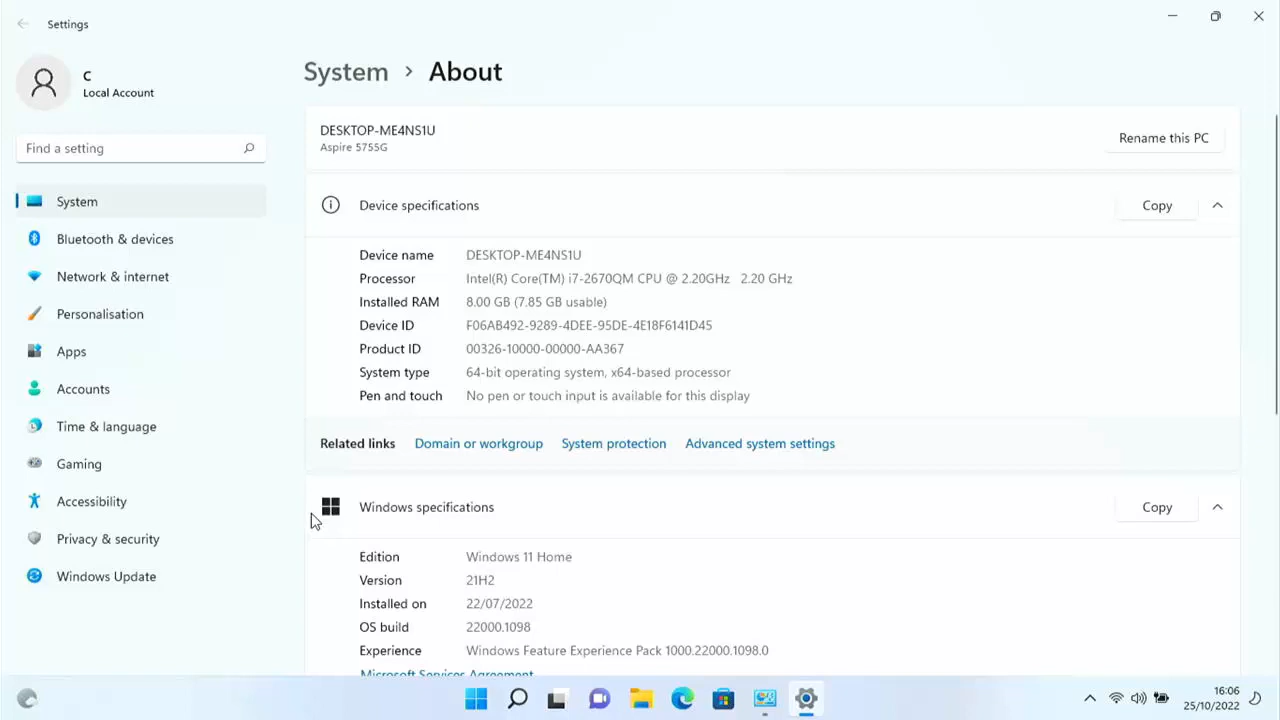 Settings
C
Local Account
Find a setting
System
Bluetooth & devices
Network & internet
Personalisation
Apps
Accounts
Time & language
Gaming
Accessibility
Privacy & security
Windows Update
System > About
DESKTOP-ME4NS1U
Aspire 5755G
Rename this PC
Device specifications
Copy
Device name DESKTOP-ME4NS1U
Processor Intel(R) Core(TM) i7-2670QM CPU @ 2.20GHz 2.20 GHz
Installed RAM 8.00 GB (7.85 GB usable)
Device ID F06AB492-9289-4DEE-95DE-4E18F6141D45
Product ID 00326-10000-00000-AA367
System type 64-bit operating system, x64-based processor
Pen and touch No pen or touch input is available for this display
Related links Domain or workgroup System protection Advanced system settings
Windows specifications
Copy
Edition Windows 11 Home
Version 21H2
Installed on 22/07/2022
OS build 22000.1098
Experience Windows Feature Experience Pack 1000.22000.1098.0
Microsoft Services Agreement
16:06
25/10/2022